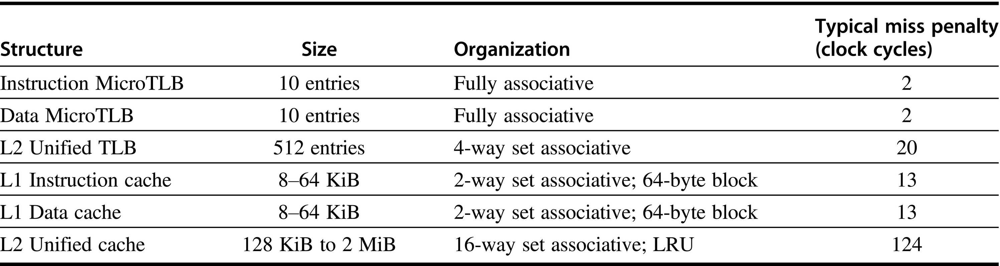 Typical miss penalty
Structure Size Organization (clock cycles)
Instruction MicroTLB 10 entries Fully associative 2
Data MicroTLB 10 entries Fully associative 2
L2 Unified TLB 512 entries 4-way set associative 20
L1 Instruction cache 8–64 KiB 2-way set associative; 64-byte block 13
L1 Data cache 8–64 KiB 2-way set associative; 64-byte block 13
L2 Unified cache 128 KiB to 2 MiB 16-way set associative; LRU 124